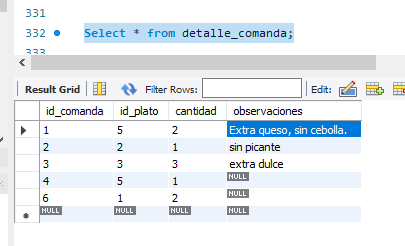 331
332 Select * from detalle_comanda;
333
Result Grid Filter Rows: Edit:
id_comanda id_plato cantidad observaciones
1 5 2 Extra queso, sin cebolla.
2 2 1 sin picante
3 3 3 extra dulce
4 5 1 NULL
6 1 2 NULL
NULL NULL NULL NULL